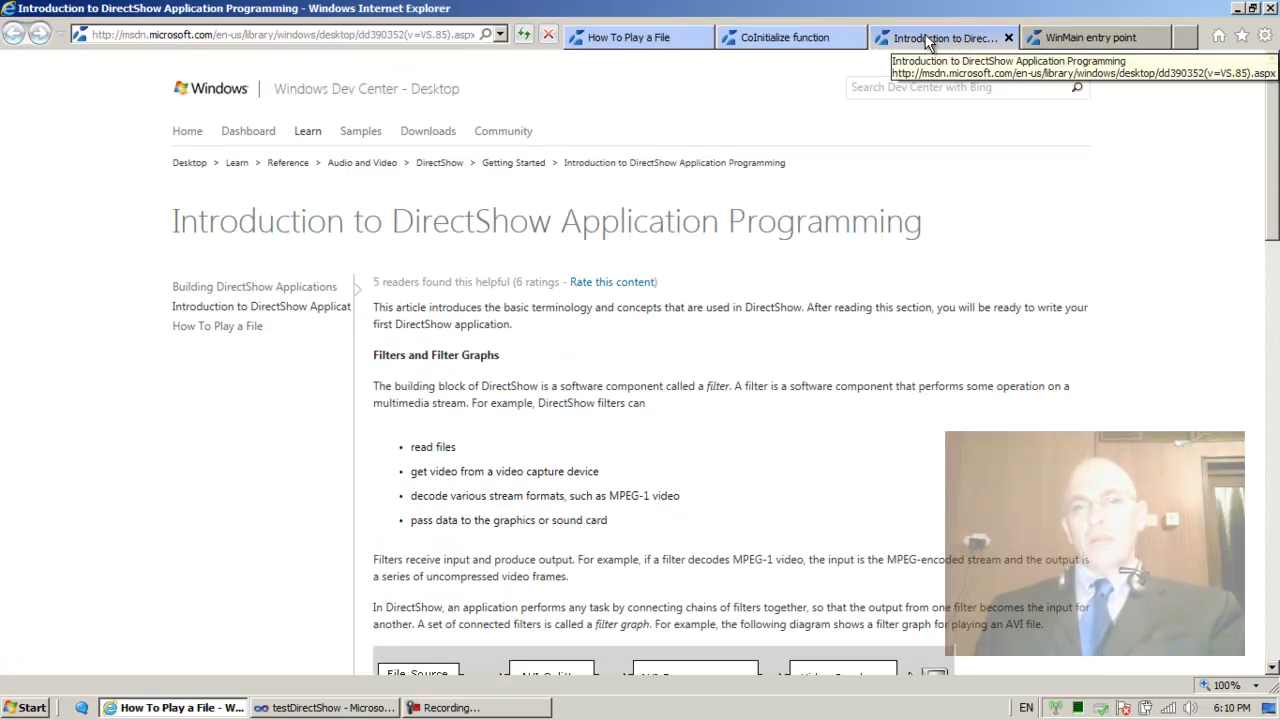 Introduction to DirectShow Application Programming - Windows Internet Explorer
http://msdn.microsoft.com/en-us/library/windows/desktop/dd390352(v=VS.85).aspx
How To Play a File
CoInitialize function
Introduction to Direc...
WinMain entry point
Introduction to DirectShow Application Programming
http://msdn.microsoft.com/en-us/library/windows/desktop/dd390352(v=VS.85).aspx
Windows
Windows Dev Center - Desktop
Search Dev Center with Bing
Home Dashboard Learn Samples Downloads Community
Desktop > Learn > Reference > Audio and Video > DirectShow > Getting Started > Introduction to DirectShow Application Programming
Introduction to DirectShow Application Programming
Building DirectShow Applications
Introduction to DirectShow Applicat
How To Play a File
5 readers found this helpful (6 ratings - Rate this content)
This article introduces the basic terminology and concepts that are used in DirectShow. After reading this section, you will be ready to write your
first DirectShow application.
Filters and Filter Graphs
The building block of DirectShow is a software component called a filter. A filter is a software component that performs some operation on a
multimedia stream. For example, DirectShow filters can
• read files
• get video from a video capture device
• decode various stream formats, such as MPEG-1 video
• pass data to the graphics or sound card
Filters receive input and produce output. For example, if a filter decodes MPEG-1 video, the input is the MPEG-encoded stream and the output is
a series of uncompressed video frames.
In DirectShow, an application performs any task by connecting chains of filters together, so that the output from one filter becomes the input for
another. A set of connected filters is called a filter graph. For example, the following diagram shows a filter graph for playing an AVI file.
File Source
100%
Start
How To Play a File - W...
testDirectShow - Microso...
Recording...
EN
6:10 PM